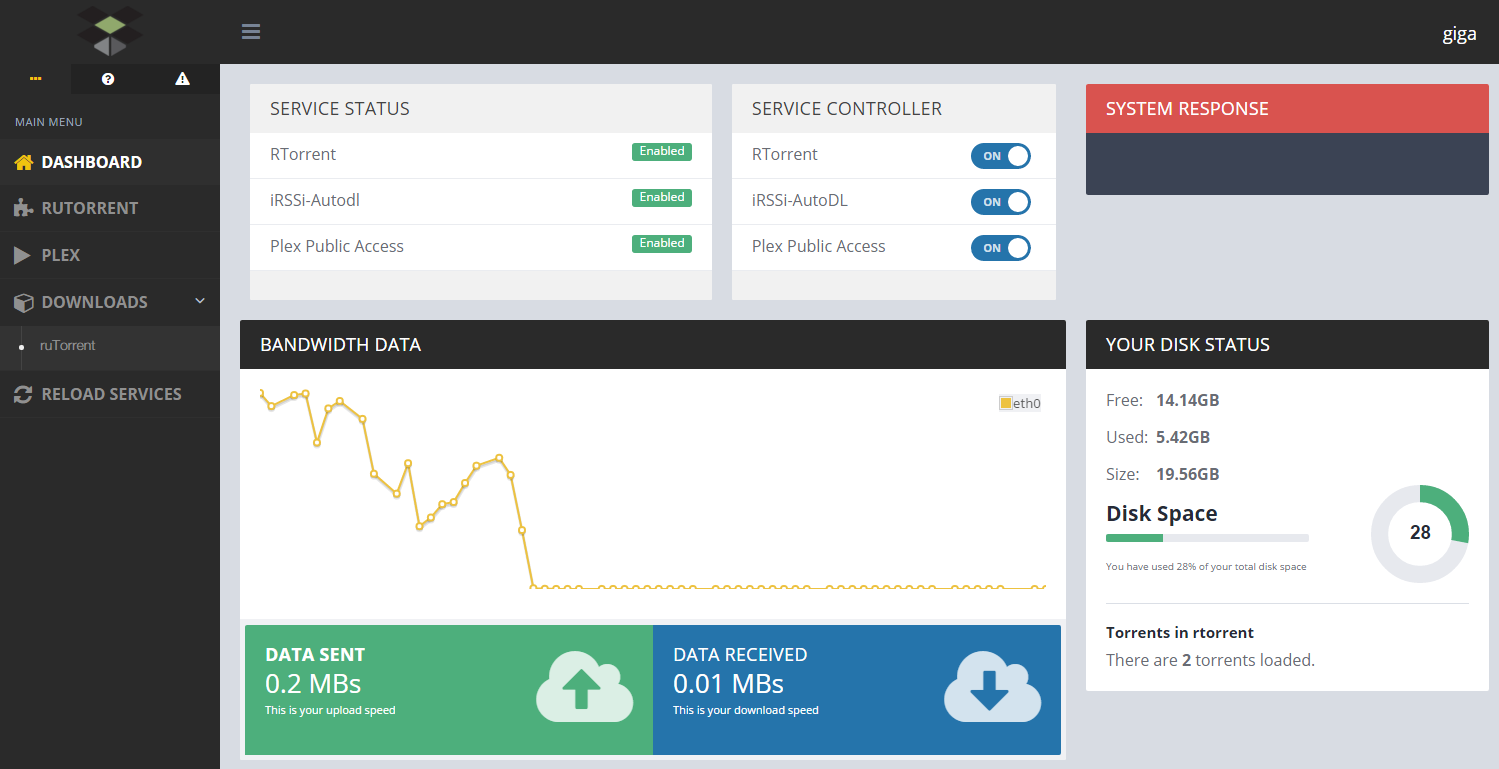 giga
MAIN MENU
DASHBOARD
RUTORRENT
PLEX
DOWNLOADS
ruTorrent
RELOAD SERVICES
SERVICE STATUS
RTorrent Enabled
iRSSi-Autodl Enabled
Plex Public Access Enabled
SERVICE CONTROLLER
RTorrent ON
iRSSi-AutoDL ON
Plex Public Access ON
SYSTEM RESPONSE
BANDWIDTH DATA
eth0
DATA SENT
0.2 MBs
This is your upload speed
DATA RECEIVED
0.01 MBs
This is your download speed
YOUR DISK STATUS
Free: 14.14GB
Used: 5.42GB
Size: 19.56GB
Disk Space
28
You have used 28% of your total disk space
Torrents in rtorrent
There are 2 torrents loaded.